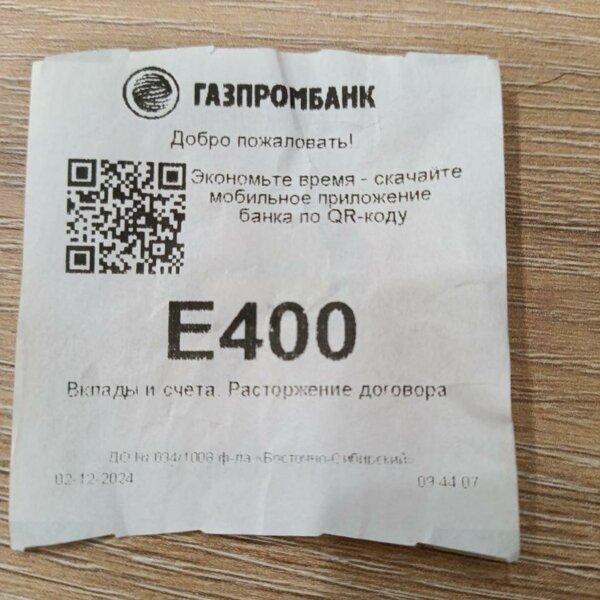 ГАЗПРОМБАНК
Добро пожаловать!
Экономьте время - скачайте
мобильное приложение
банка по QR-коду
E400
Вклады и счета. Расторжение договора
ДО № 034/1008 ф-ла «Восточно-Сибирский»
02-12-2024
09:44:07